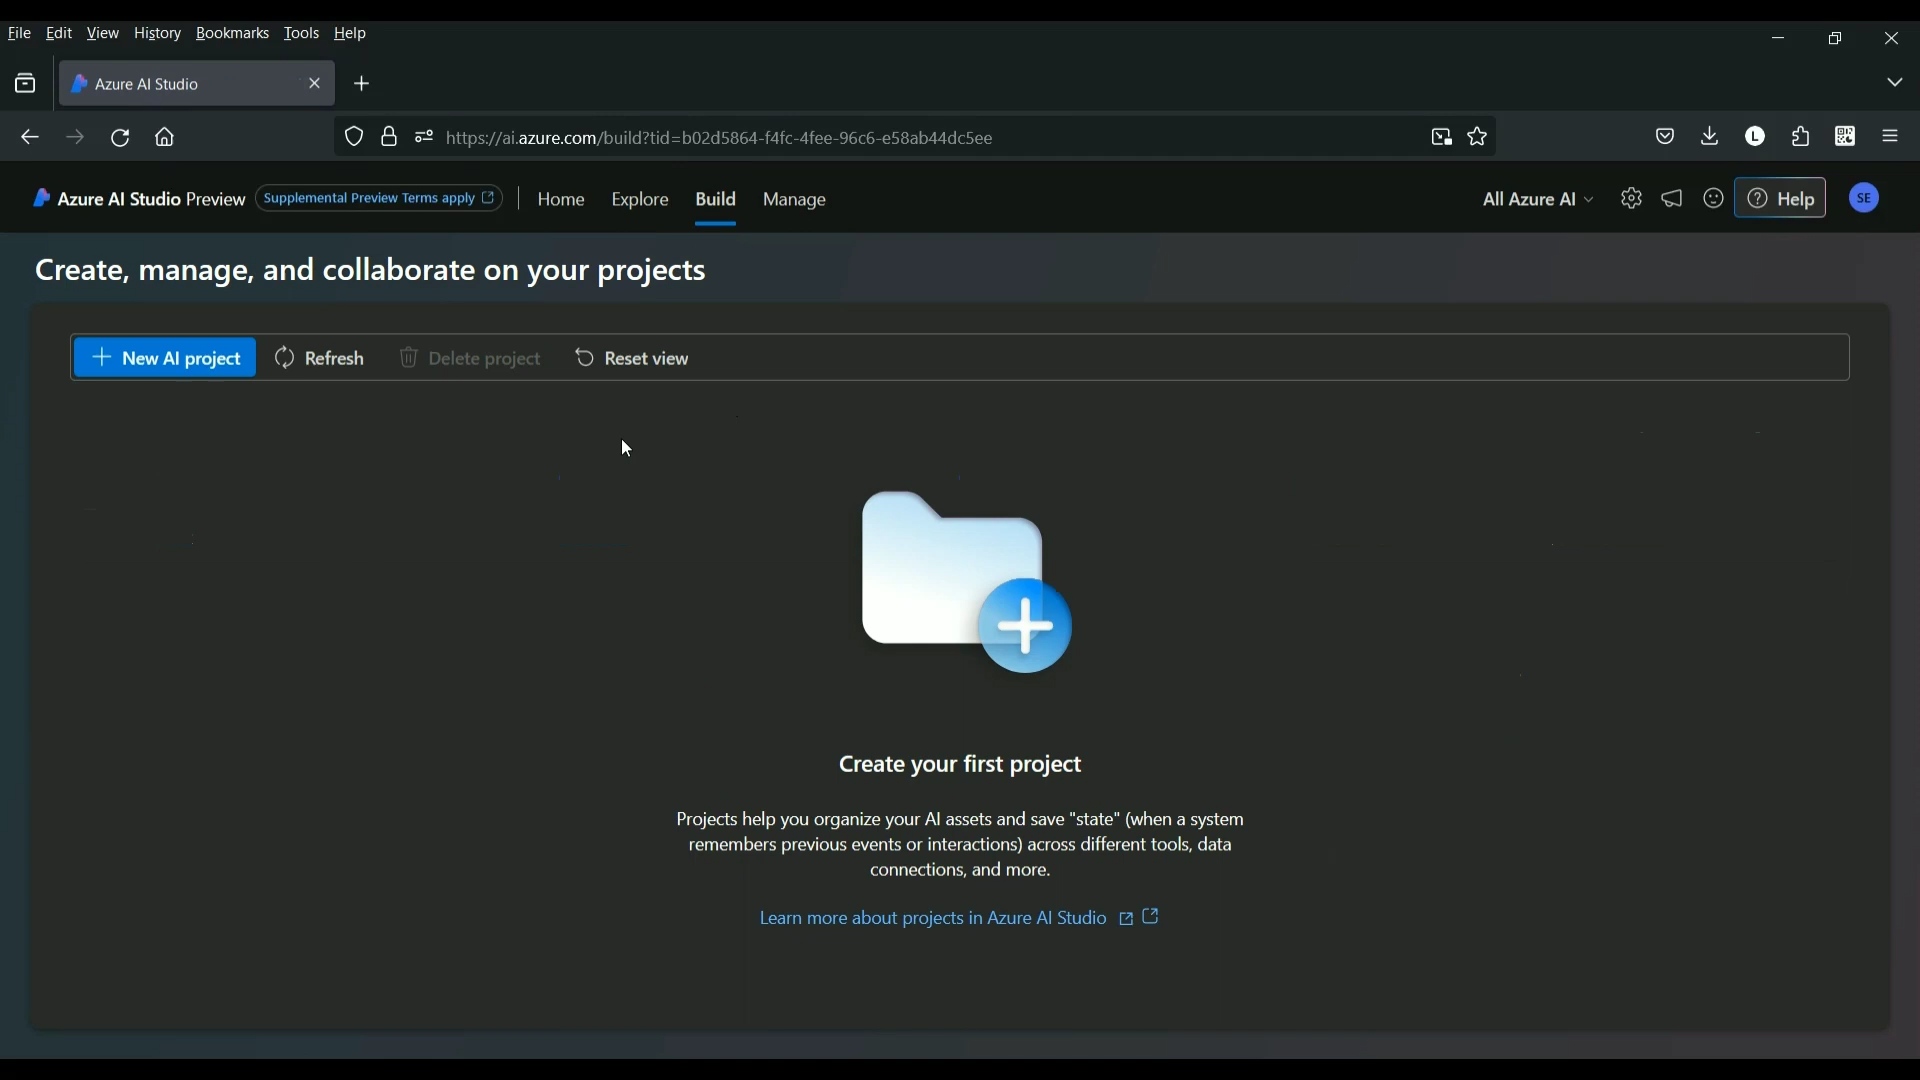 File Edit View History Bookmarks Tools Help
Azure AI Studio
https://ai.azure.com/build?tid=b02d5864-f4fc-4fee-96c6-e58ab44dc5ee
L
Azure AI Studio Preview Supplemental Preview Terms apply Home Explore Build Manage All Azure AI Help SE
Create, manage, and collaborate on your projects
New AI project Refresh Delete project Reset view
Create your first project
Projects help you organize your AI assets and save "state" (when a system
remembers previous events or interactions) across different tools, data
connections, and more.
Learn more about projects in Azure AI Studio